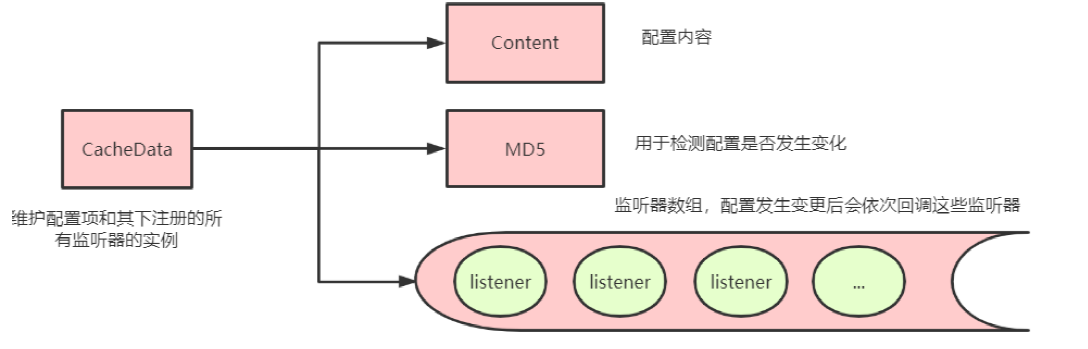 Content
配置内容
CacheData
MD5
用于检测配置是否发生变化
维护配置项和其下注册的所
有监听器的实例
监听器数组，配置发生变更后会依次回调这些监听器
listener
listener
listener
...